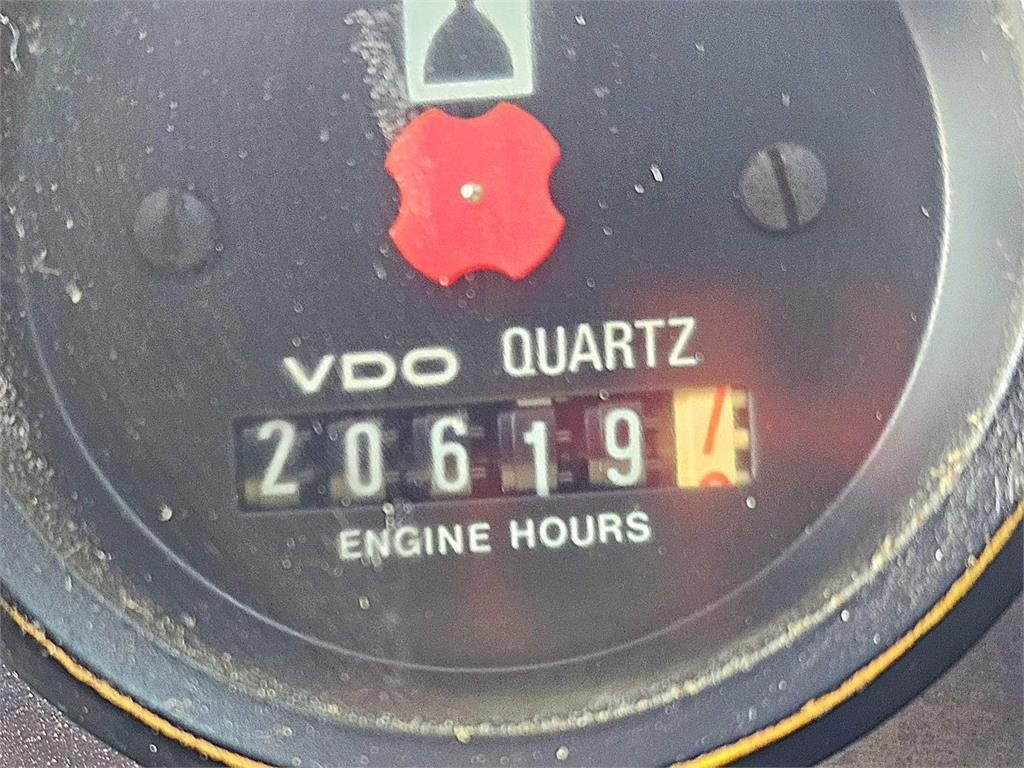 VDO QUARTZ
20619
ENGINE HOURS